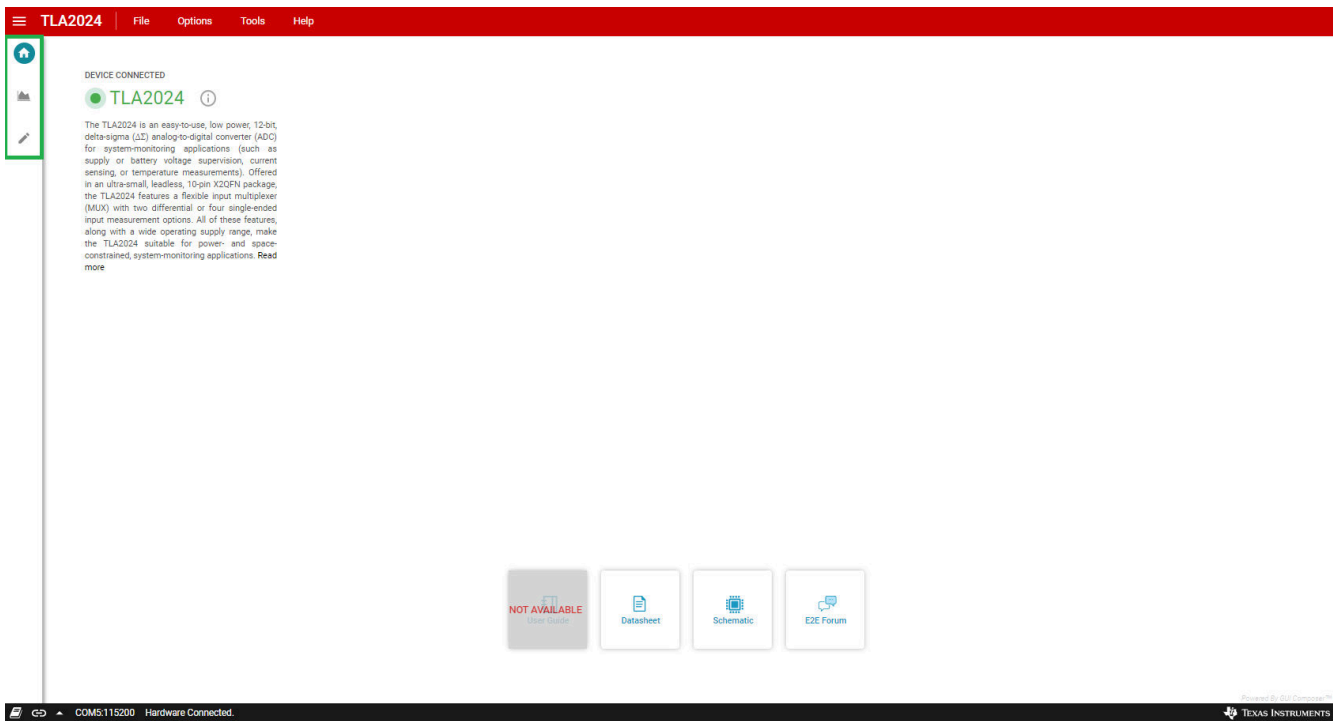 TLA2024 File Options Tools Help
DEVICE CONNECTED
TLA2024
The TLA2024 is an easy-to-use, low power, 12-bit,
delta-sigma (ΔΣ) analog-to-digital converter (ADC)
for system-monitoring applications (such as
supply or battery voltage supervision, current
sensing, or temperature measurements). Offered
in an ultra-small, leadless, 10-pin X2QFN package,
the TLA2024 features a flexible input multiplexer
(MUX) with two differential or four single-ended
input measurement options. All of these features,
along with a wide operating supply range, make
the TLA2024 suitable for power- and space-
constrained, system-monitoring applications. Read
more
NOT AVAILABLE
User Guide
Datasheet
Schematic
E2E Forum
Powered By GUI Composer™
COM5:115200 Hardware Connected.
TEXAS INSTRUMENTS